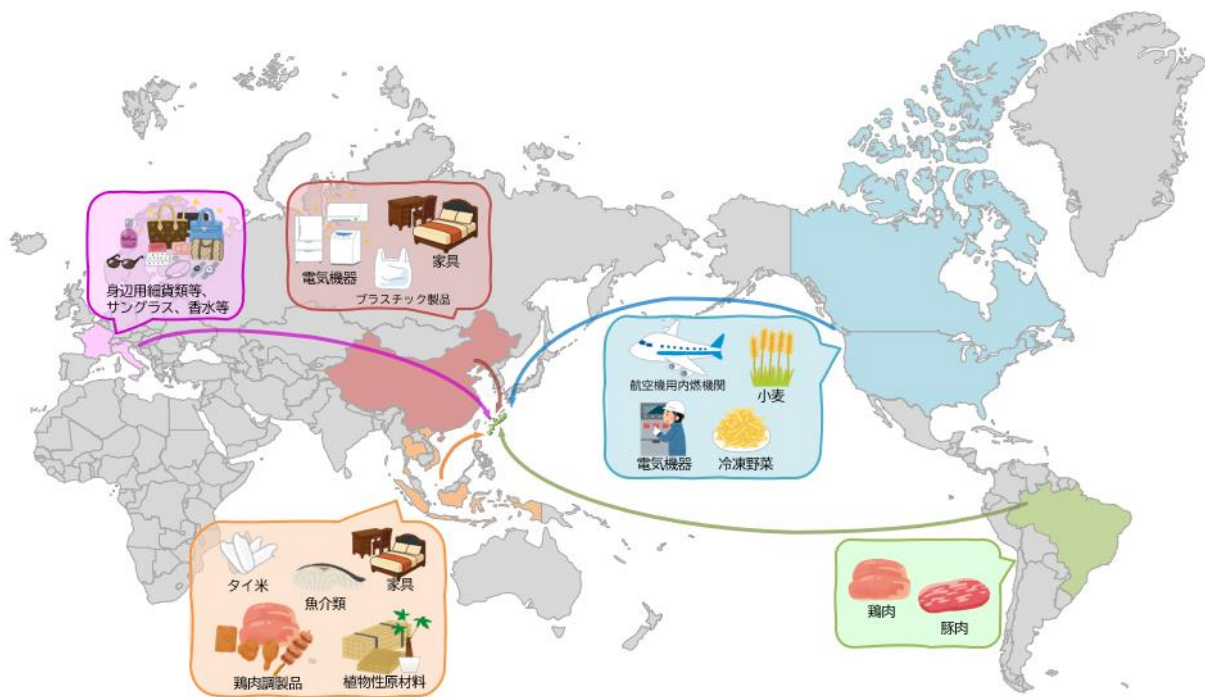 身辺用細貨類等、
サングラス、香水等
電気機器
家具
プラスチック製品
航空機用内燃機関
小麦
電気機器
冷凍野菜
タイ米
魚介類
家具
鶏肉調製品
植物性原材料
鶏肉
豚肉